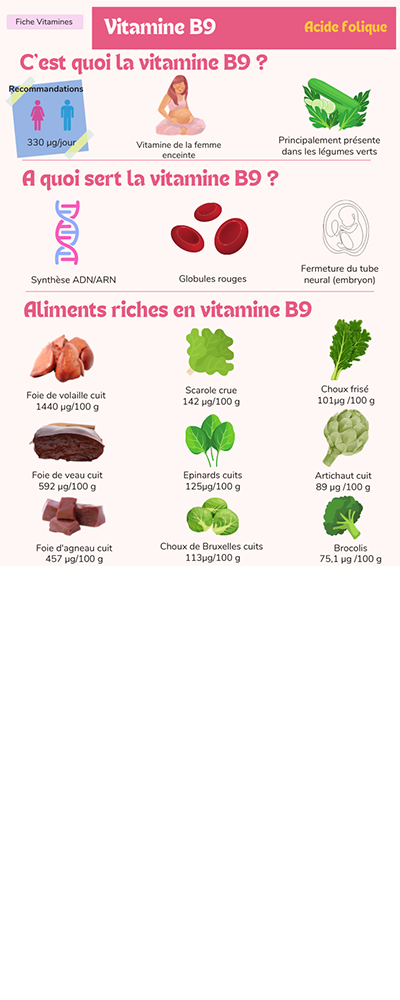 Fiche Vitamines
Vitamine B9
Acide folique
C'est quoi la vitamine B9 ?
Recommandations
330 µg/jour
Vitamine de la femme
enceinte
Principalement présente
dans les légumes verts
A quoi sert la vitamine B9 ?
Synthèse ADN/ARN
Globules rouges
Fermeture du tube
neural (embryon)
Aliments riches en vitamine B9
Foie de volaille cuit
1440 µg/100 g
Scarole crue
142 µg/100 g
Choux frisé
101µg /100 g
Foie de veau cuit
592 µg/100 g
Epinards cuits
125µg/100 g
Artichaut cuit
89 µg /100 g
Foie d'agneau cuit
457 µg/100 g
Choux de Bruxelles cuits
113µg/100 g
Brocolis
75,1 µg /100 g